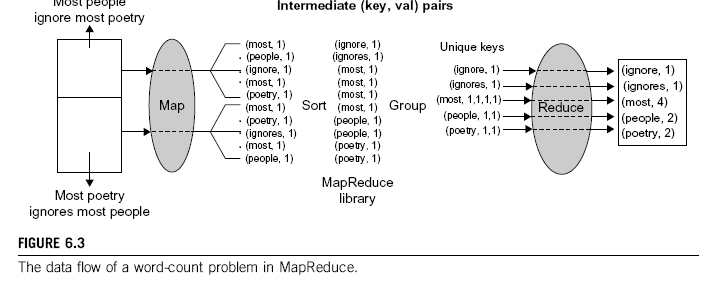 Most people
ignore most poetry
Intermediate (key, val) pairs
Map
(most, 1)
(people, 1)
(ignore, 1)
(most, 1)
(poetry, 1)
(most, 1)
(poetry, 1)
(ignores, 1)
(most, 1)
(people, 1)
Sort
(ignore, 1)
(ignores, 1)
(most, 1)
(most, 1)
(most, 1)
(most, 1)
(people, 1)
(people, 1)
(poetry, 1)
(poetry, 1)
Group
MapReduce
library
Unique keys
(ignore, 1)
(ignores, 1)
(most, 1,1,1,1)
(people, 1,1)
(poetry, 1,1)
Reduce
(ignore, 1)
(ignores, 1)
(most, 4)
(people, 2)
(poetry, 2)
Most poetry
ignores most people
FIGURE 6.3
The data flow of a word-count problem in MapReduce.